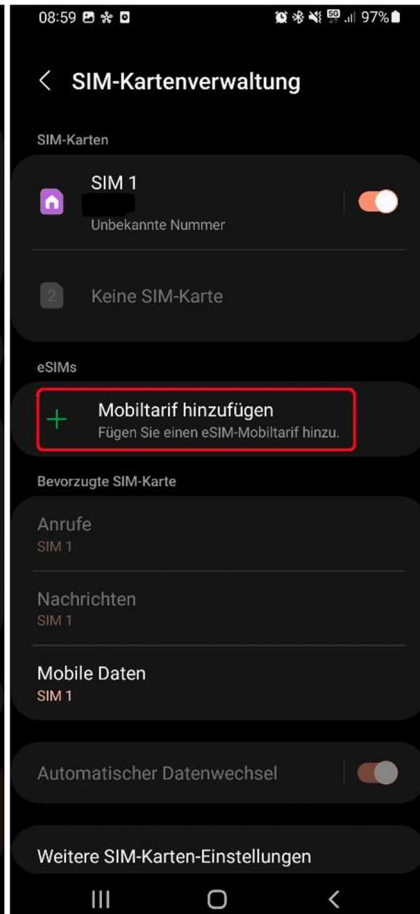 08:59 97%
SIM-Kartenverwaltung
SIM-Karten
SIM 1
Unbekannte Nummer
2 Keine SIM-Karte
eSIMs
Mobiltarif hinzufügen
Fügen Sie einen eSIM-Mobiltarif hinzu.
Bevorzugte SIM-Karte
Anrufe
SIM 1
Nachrichten
SIM 1
Mobile Daten
SIM 1
Automatischer Datenwechsel
Weitere SIM-Karten-Einstellungen